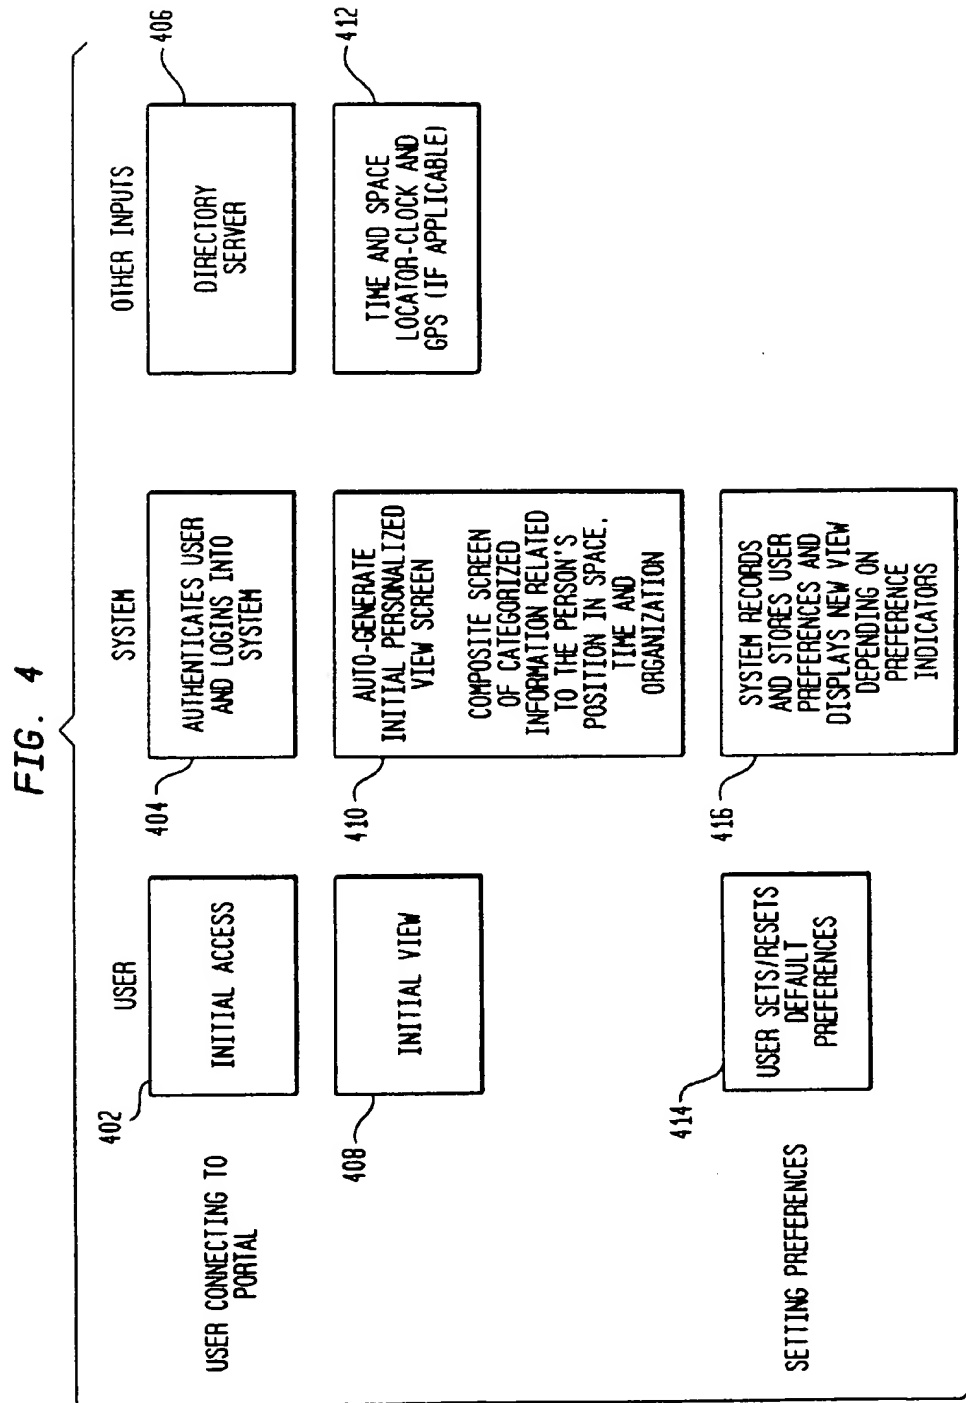 FIG. 4
USER
SYSTEM
OTHER INPUTS
USER CONNECTING TO
PORTAL
402
INITIAL ACCESS
404
AUTHENTICATES USER
AND LOGINS INTO
SYSTEM
406
DIRECTORY
SERVER
408
INITIAL VIEW
410
AUTO-GENERATE
INITIAL PERSONALIZED
VIEW SCREEN
COMPOSITE SCREEN
OF CATEGORIZED
INFORMATION RELATED
TO THE PERSON'S
POSITION IN SPACE,
TIME AND
ORGANIZATION
412
TIME AND SPACE
LOCATOR-CLOCK AND
GPS (IF APPLICABLE)
SETTING PREFERENCES
414
USER SETS/RESETS
DEFAULT
PREFERENCES
416
SYSTEM RECORDS
AND STORES USER
PREFERENCES AND
DISPLAYS NEW VIEW
DEPENDING ON
PREFERENCE
INDICATORS